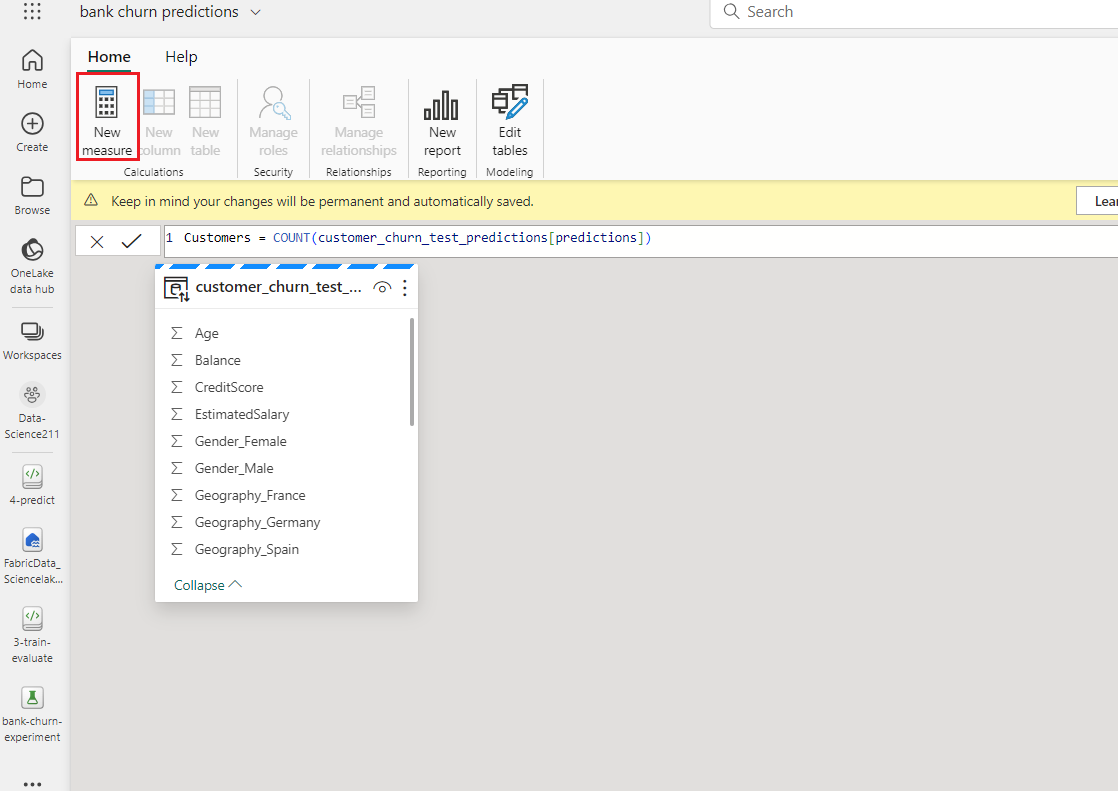 bank churn predictions
Search
Home
Create
Browse
OneLake
data hub
Workspaces
Data-
Science211
4-predict
FabricData_
Sciencelak...
3-train-
evaluate
bank-churn-
experiment
Home Help
New
measure
New
column
New
table
Calculations
Manage
roles
Security
Manage
relationships
Relationships
New
report
Reporting
Edit
tables
Modeling
Keep in mind your changes will be permanent and automatically saved.
Lear
1 Customers = COUNT(customer_churn_test_predictions[predictions])
customer_churn_test_...
Age
Balance
CreditScore
EstimatedSalary
Gender_Female
Gender_Male
Geography_France
Geography_Germany
Geography_Spain
Collapse